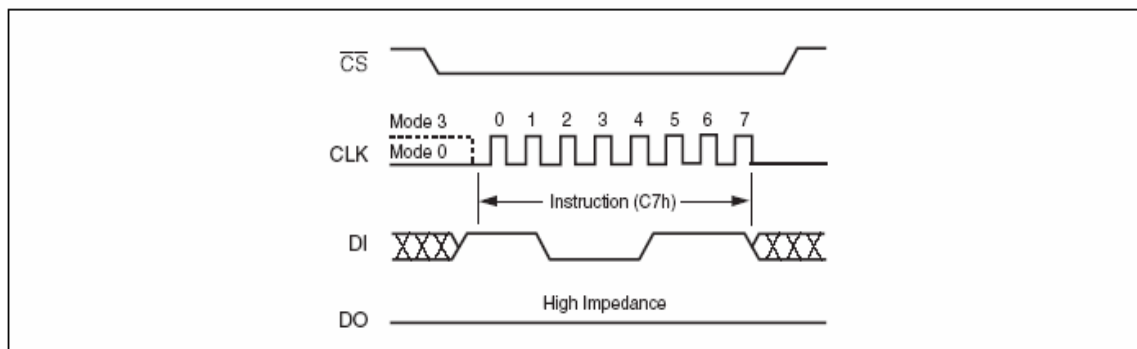 CS
Mode 3
0 1 2 3 4 5 6 7
CLK
Mode 0
Instruction (C7h)
DI
High Impedance
DO